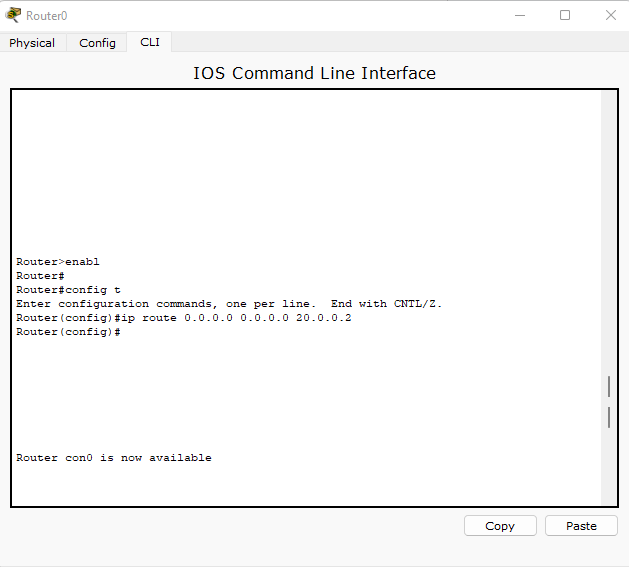 Router0
Physical Config CLI
IOS Command Line Interface
Router>enabl
Router#
Router#config t
Enter configuration commands, one per line.  End with CNTL/Z.
Router(config)#ip route 0.0.0.0 0.0.0.0 20.0.0.2
Router(config)#
Router con0 is now available
Copy Paste